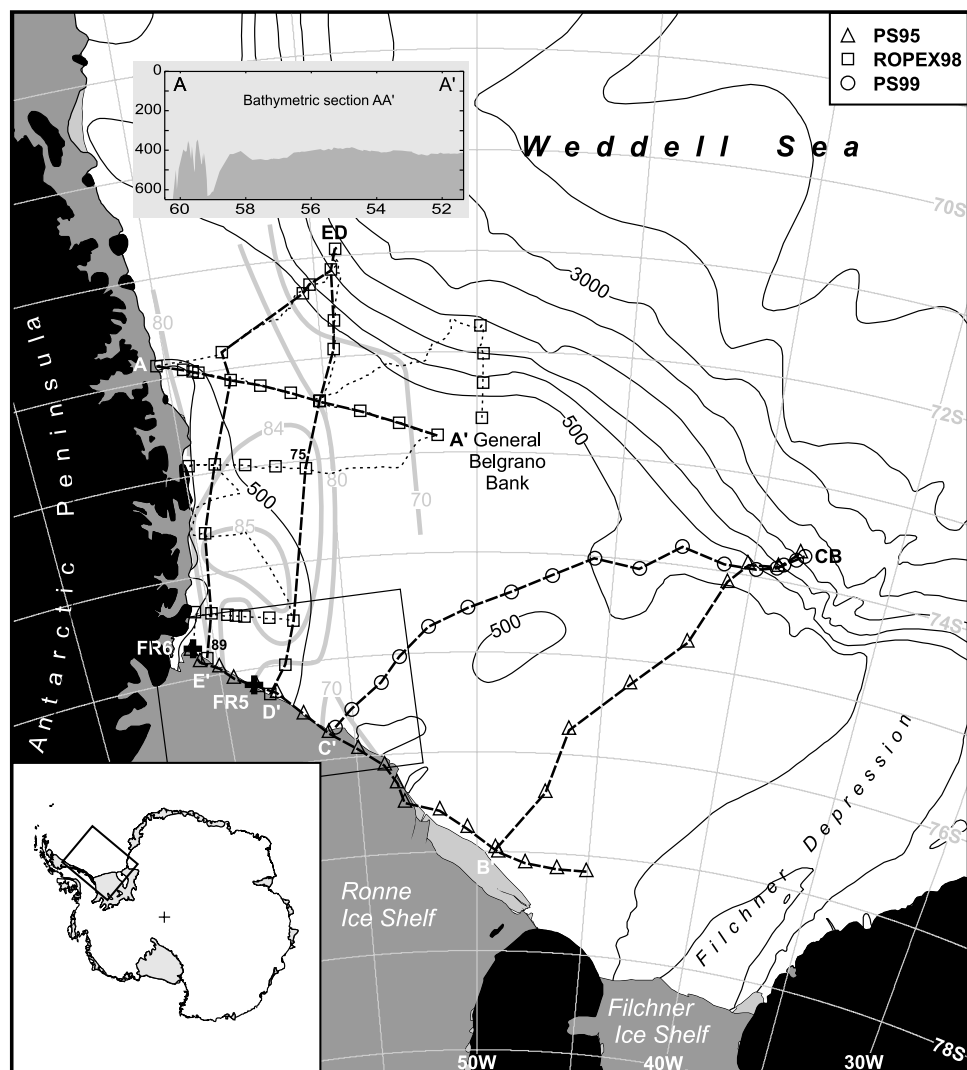 PS95
ROPEX98
PS99
A
A'
Bathymetric section AA'
0
200
400
600
60
58
56
54
52
Weddell Sea
70S
ED
3000
80
A
72S
84
500
A' General
Belgrano
Bank
75
80
70
500
85
CB
500
74S
FR6
89
E'
FR5
D'
70
C'
Antarctic Peninsula
Filchner Depression
76S
B
Ronne
Ice Shelf
Filchner
Ice Shelf
50W
40W
30W
78S